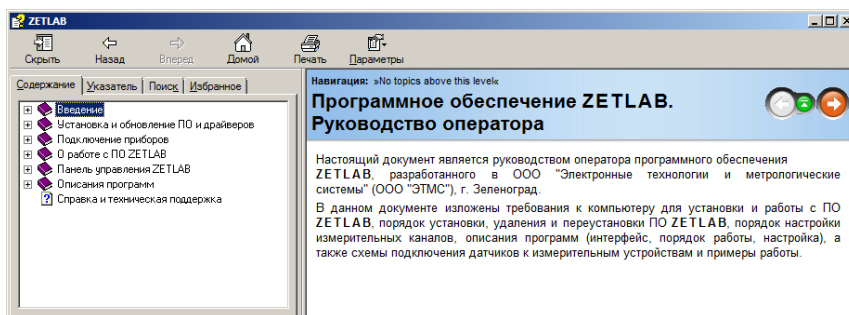 ZETLAB
Скрыть Назад Вперед Домой Печать Параметры
Содержание Указатель Поиск Избранное
Введение
Установка и обновление ПО и драйверов
Подключение приборов
О работе с ПО ZETLAB
Панель управления ZETLAB
Описания программ
Справка и техническая поддержка
Навигация: »No topics above this level«
Программное обеспечение ZETLAB.
Руководство оператора
Настоящий документ является руководством оператора программного обеспечения
ZETLAB, разработанного в ООО "Электронные технологии и метрологические
системы" (ООО "ЭТМС"), г. Зеленоград.
В данном документе изложены требования к компьютеру для установки и работы с ПО
ZETLAB, порядок установки, удаления и переустановки ПО ZETLAB, порядок настройки
измерительных каналов, описания программ (интерфейс, порядок работы, настройка), а
также схемы подключения датчиков к измерительным устройствам и примеры работы.